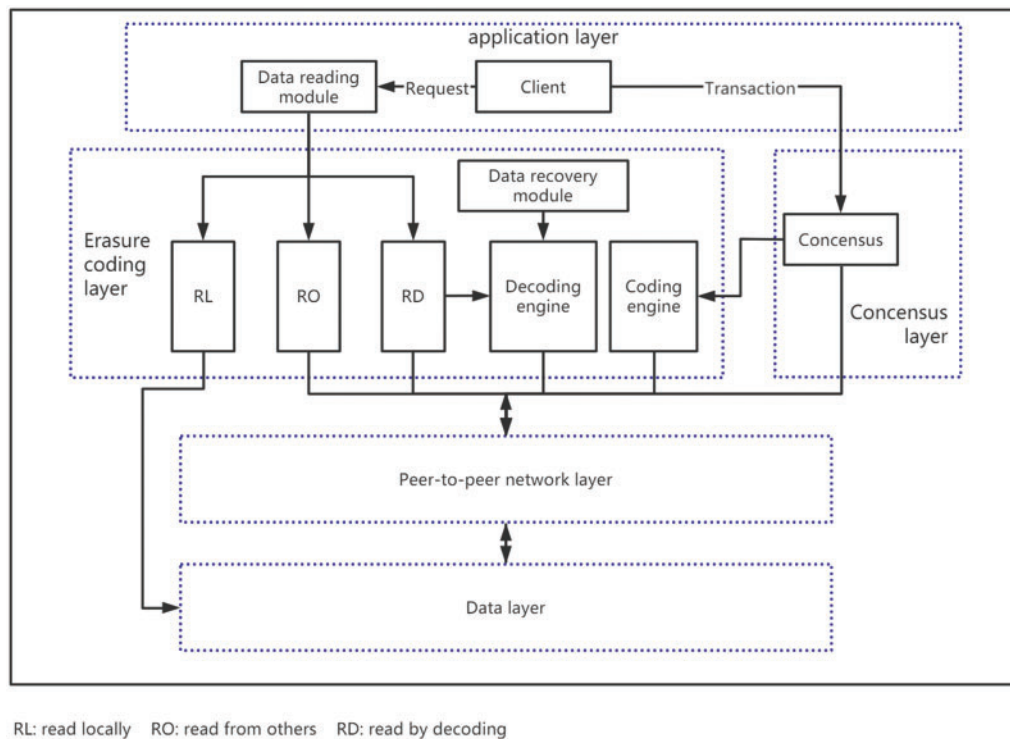 application layer
Data reading
module
Request
Client
Transaction
Data recovery
module
Erasure
coding
layer
RL
RO
RD
Decoding
engine
Coding
engine
Concensus
Concensus
layer
Peer-to-peer network layer
Data layer
RL: read locally RO: read from others RD: read by decoding